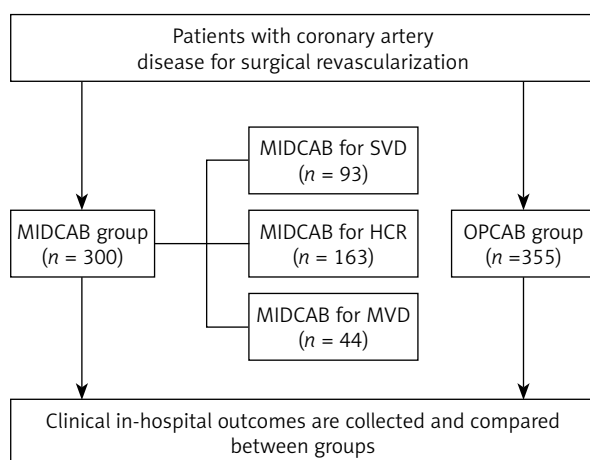 Patients with coronary artery
disease for surgical revascularization
MIDCAB for SVD
(n = 93)
MIDCAB group
(n = 300)
MIDCAB for HCR
(n = 163)
OPCAB group
(n =355)
MIDCAB for MVD
(n = 44)
Clinical in-hospital outcomes are collected and compared
between groups